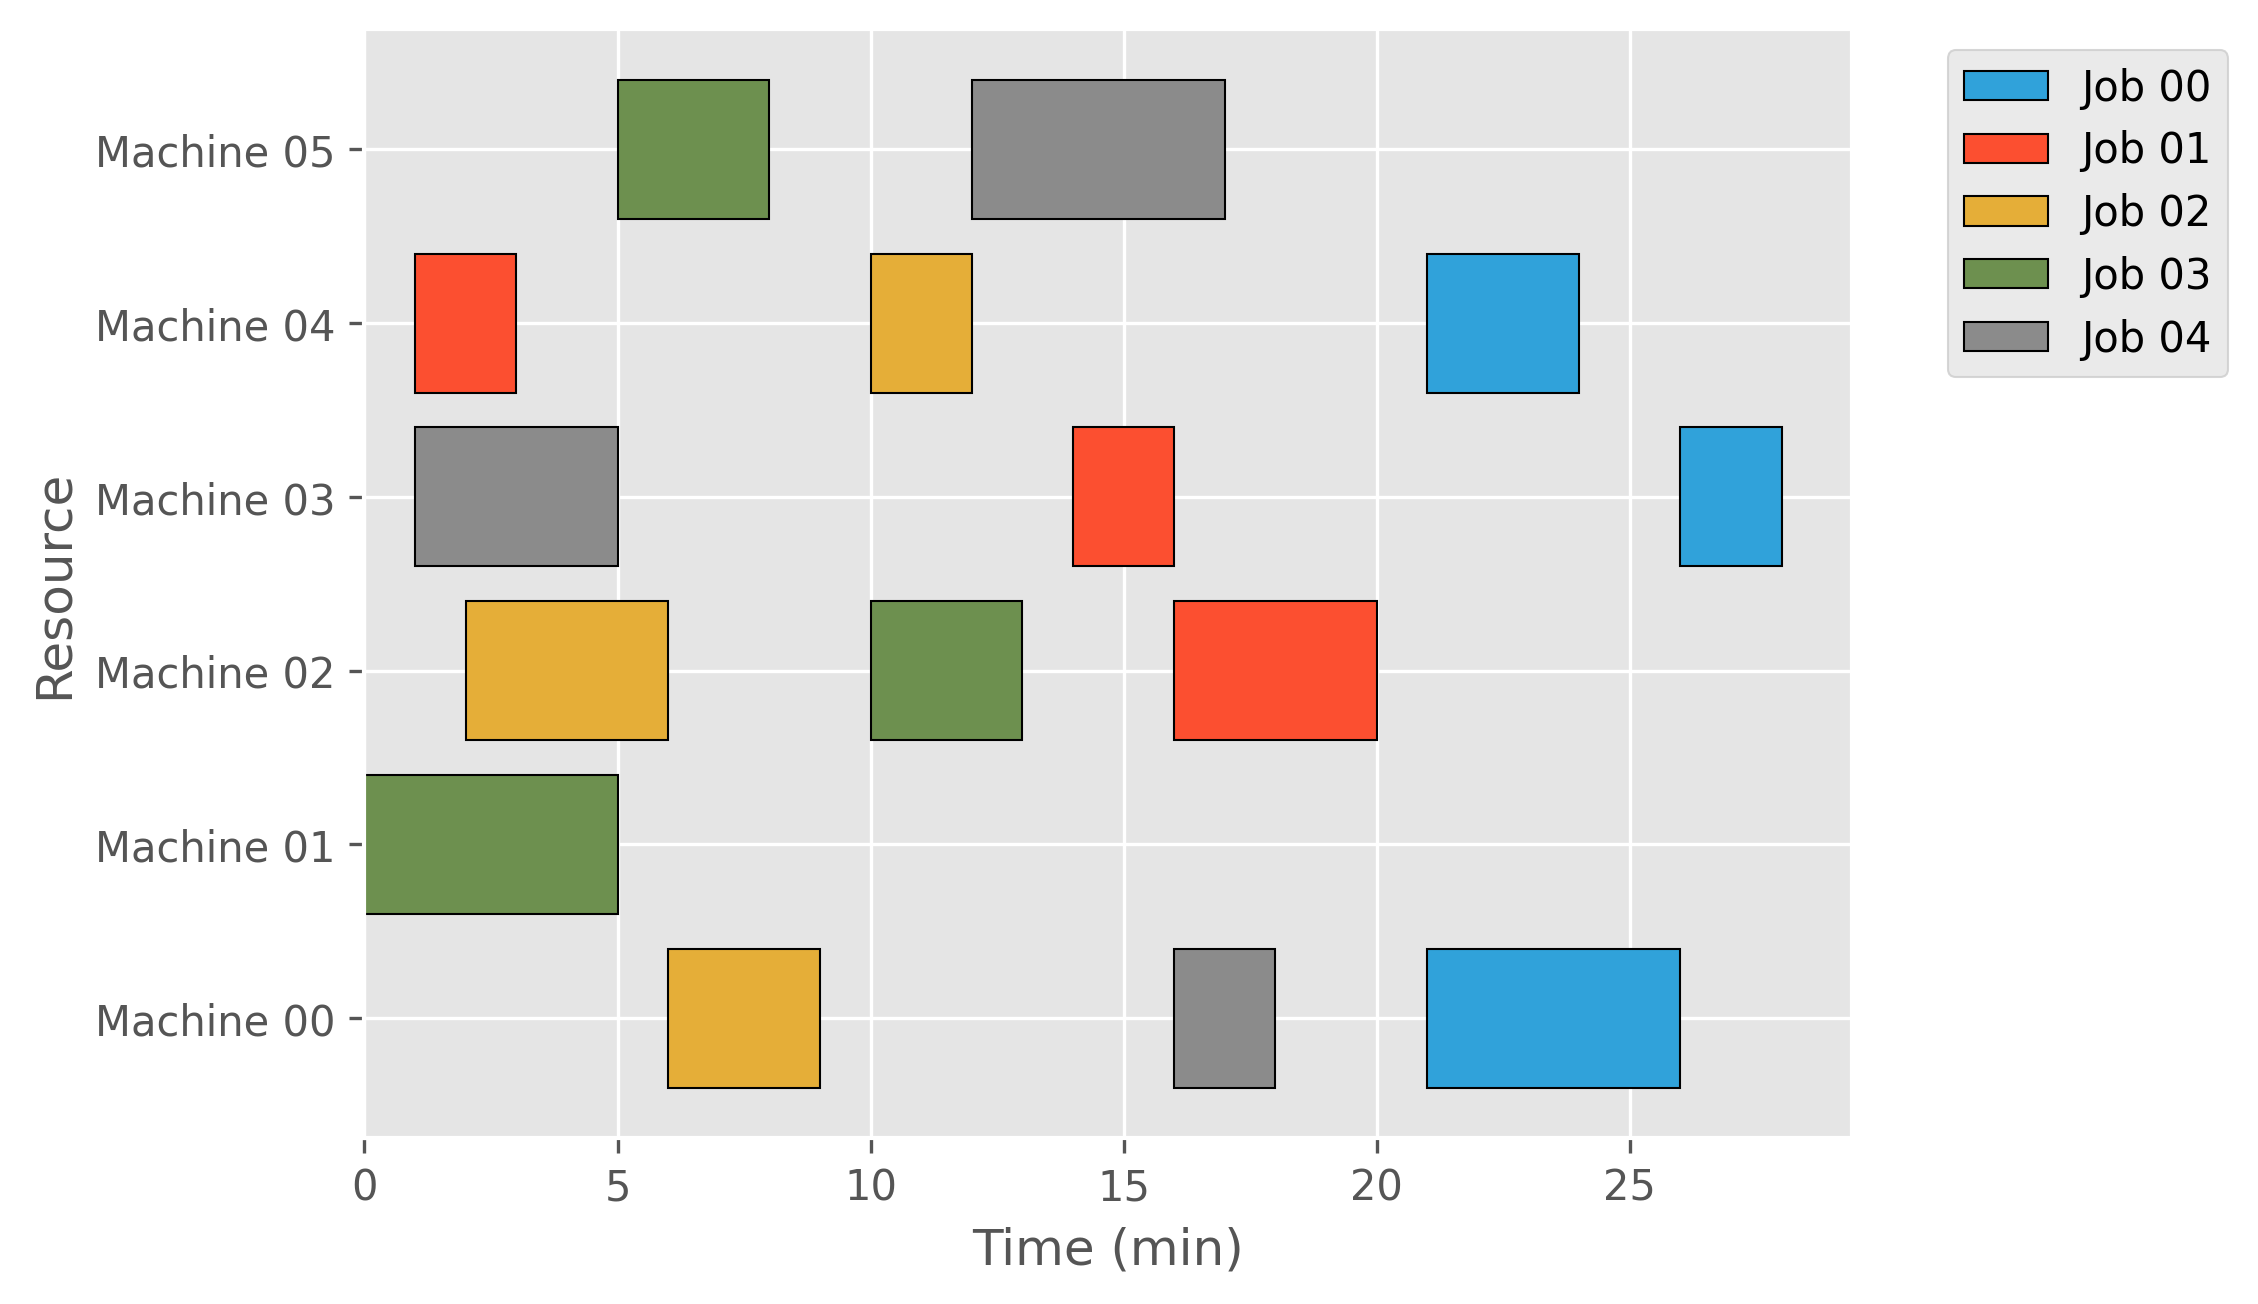 Machine 05
Machine 04
Machine 03
Machine 02
Machine 01
Machine 00
Resource
0 5 10 15 20 25
Time (min)
Job 00
Job 01
Job 02
Job 03
Job 04